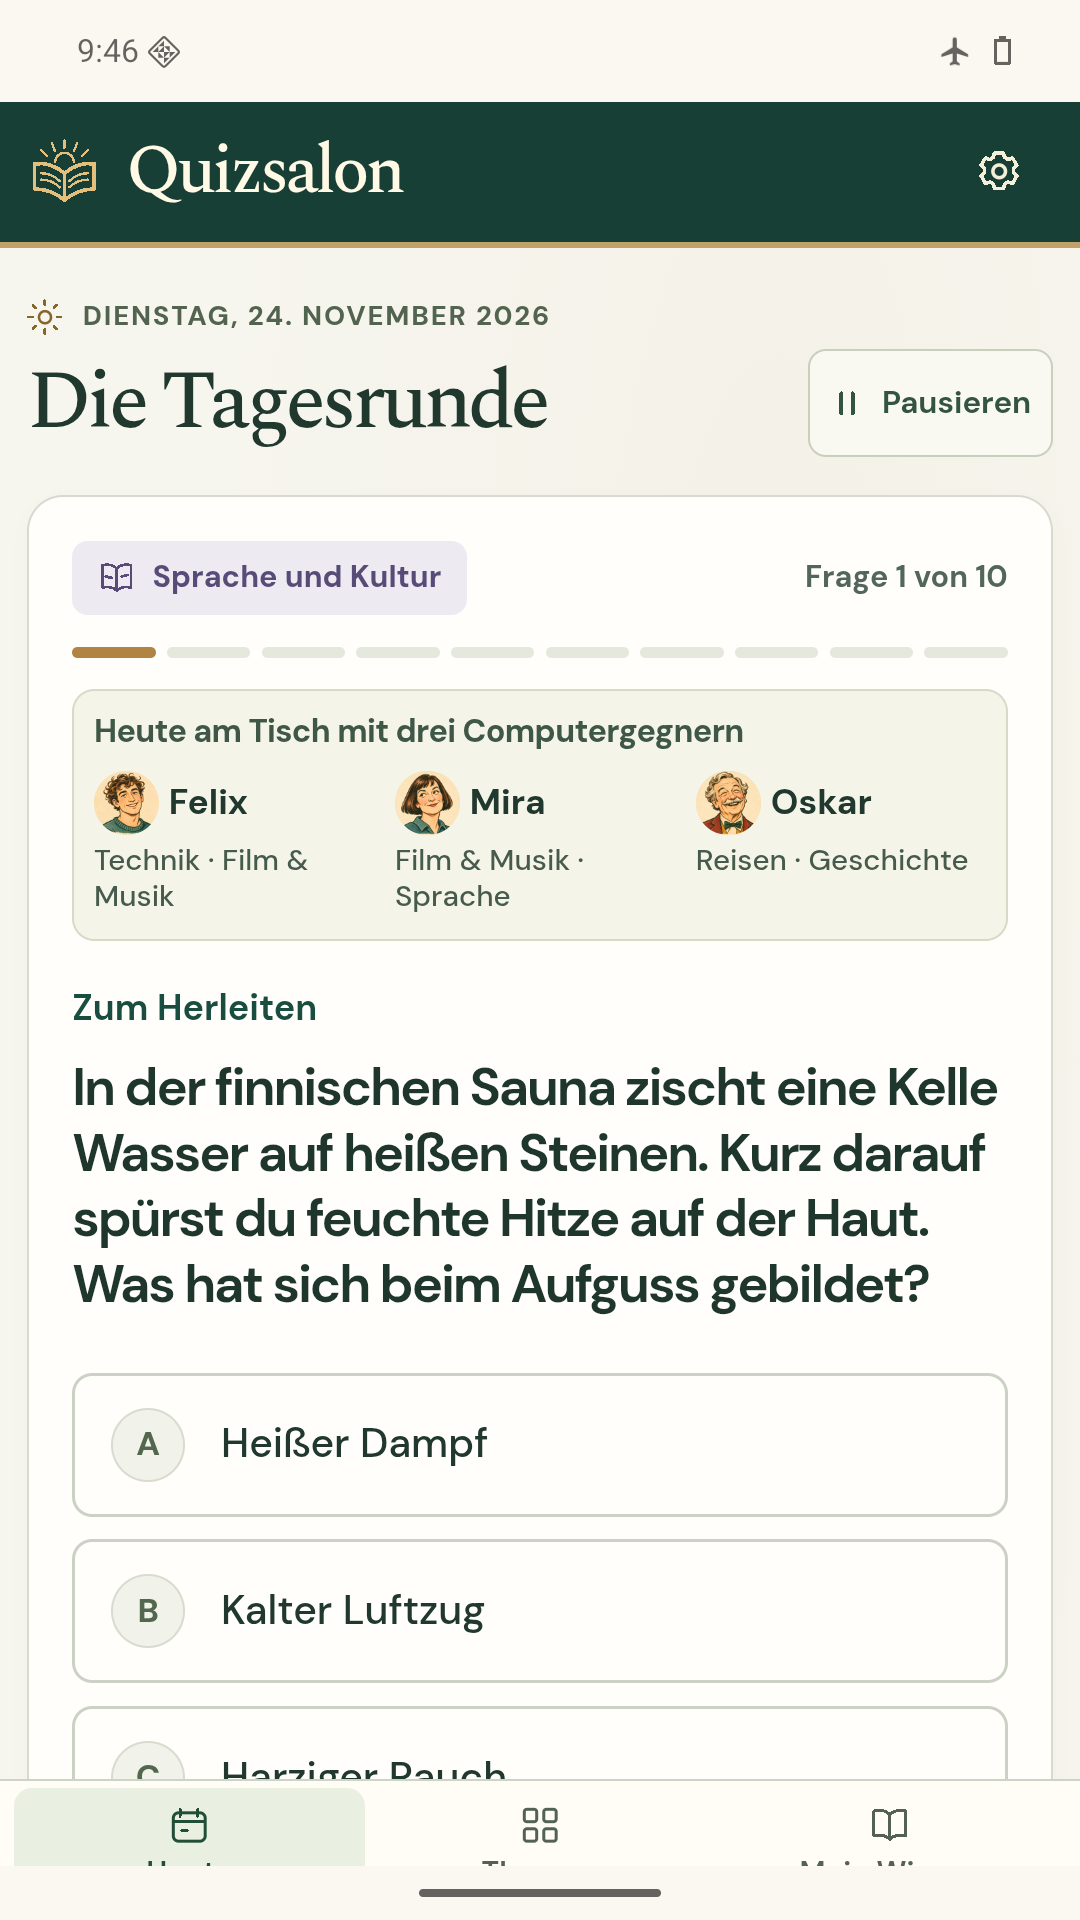 9:46
Quizsalon
DIENSTAG, 24. NOVEMBER 2026
Die Tagesrunde
Pausieren
Sprache und Kultur
Frage 1 von 10
Heute am Tisch mit drei Computergegnern
Felix
Technik · Film &
Musik
Mira
Film & Musik ·
Sprache
Oskar
Reisen · Geschichte
Zum Herleiten
In der finnischen Sauna zischt eine Kelle
Wasser auf heißen Steinen. Kurz darauf
spürst du feuchte Hitze auf der Haut.
Was hat sich beim Aufguss gebildet?
A Heißer Dampf
B Kalter Luftzug
C Harziger Rauch